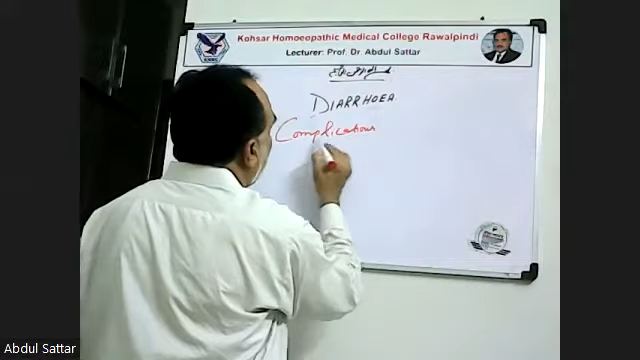 Kohsar Homoeopathic Medical College Rawalpindi
Lecturer: Prof. Dr. Abdul Sattar
DIARRHOEA
Complications
Abdul Sattar